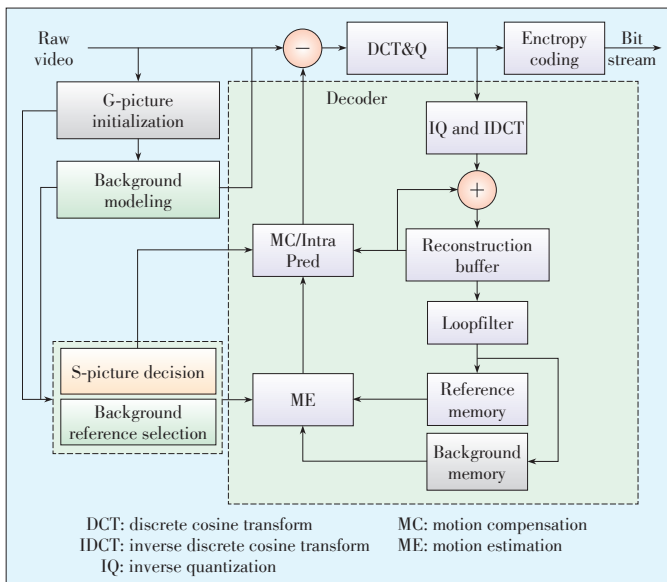 Raw
video
−
DCT&Q
Enctropy
coding
Bit
stream
G-picture
initialization
Decoder
IQ and IDCT
Background
modeling
+
MC/Intra
Pred
Reconstruction
buffer
Loopfilter
S-picture decision
Background
reference selection
ME
Reference
memory
Background
memory
DCT: discrete cosine transform
IDCT: inverse discrete cosine transform
IQ: inverse quantization
MC: motion compensation
ME: motion estimation